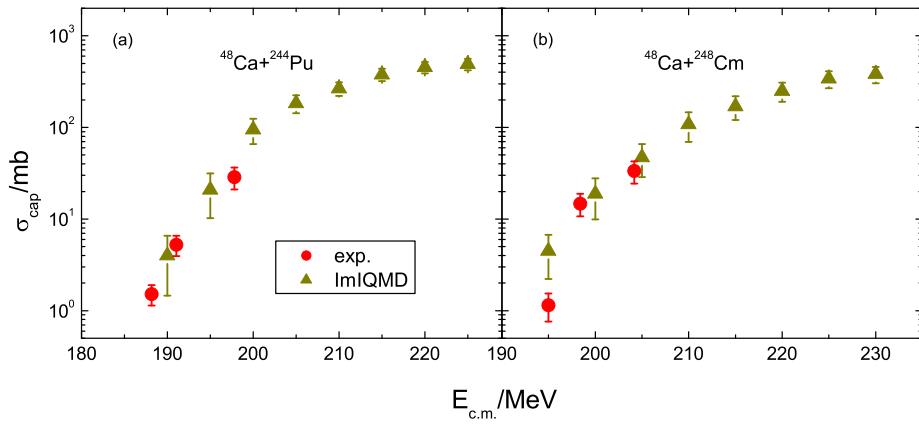 (a)
⁴⁸Ca+²⁴⁴Pu
(b)
⁴⁸Ca+²⁴⁸Cm
10³
10²
10¹
10⁰
σcap/mb
exp.
ImIQMD
180 190 200 210 220 190 200 210 220 230
Ec.m./MeV